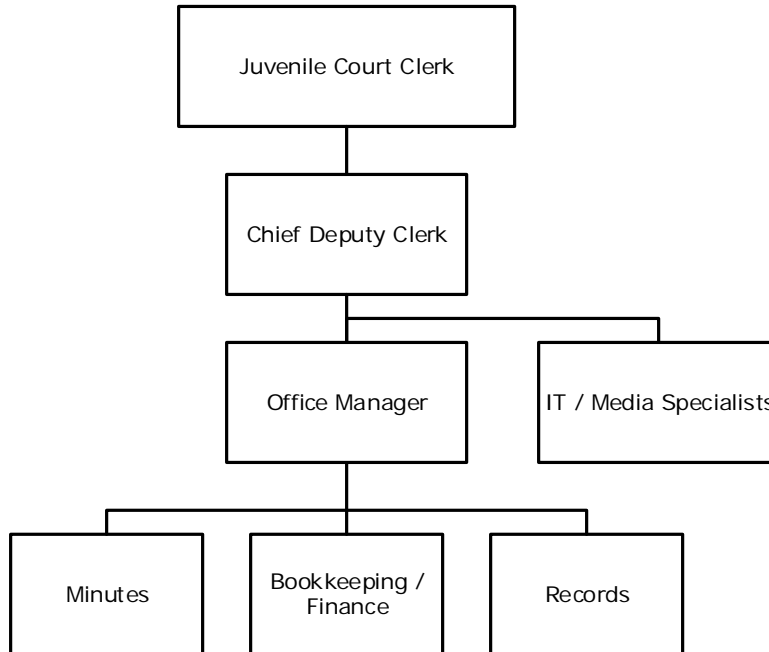 Juvenile Court Clerk
Chief Deputy Clerk
Office Manager
IT / Media Specialists
Minutes
Bookkeeping /
Finance
Records